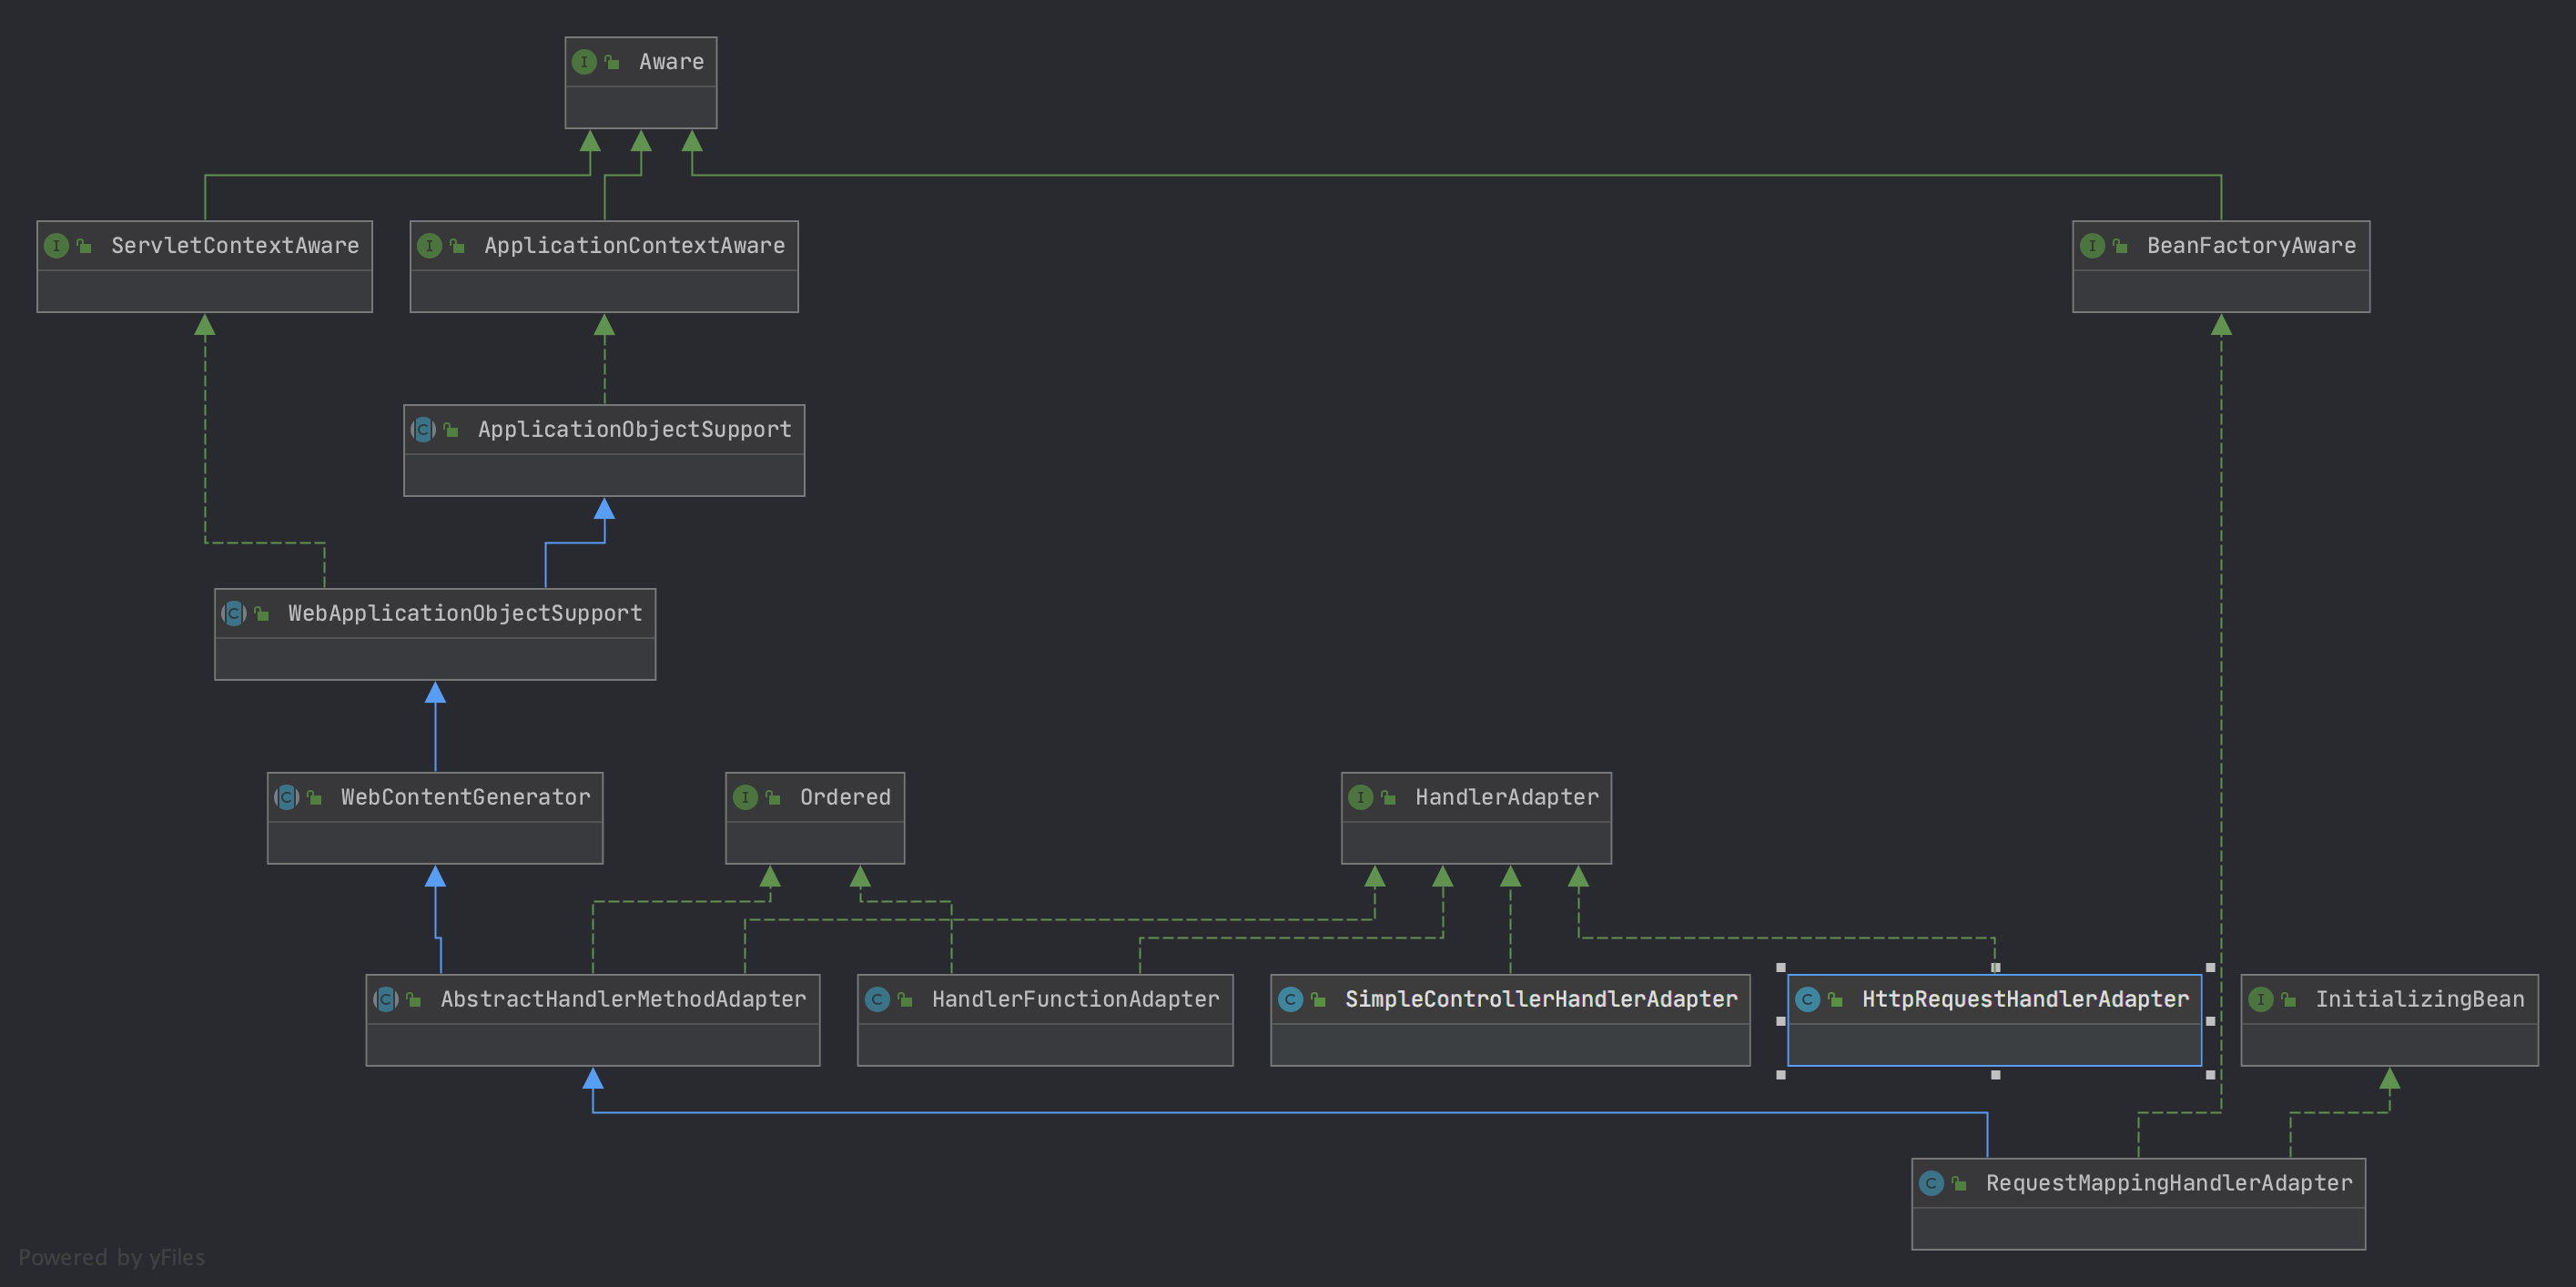 Aware
ServletContextAware
ApplicationContextAware
BeanFactoryAware
ApplicationObjectSupport
WebApplicationObjectSupport
WebContentGenerator
Ordered
HandlerAdapter
AbstractHandlerMethodAdapter
HandlerFunctionAdapter
SimpleControllerHandlerAdapter
HttpRequestHandlerAdapter
InitializingBean
RequestMappingHandlerAdapter
Powered by yFiles